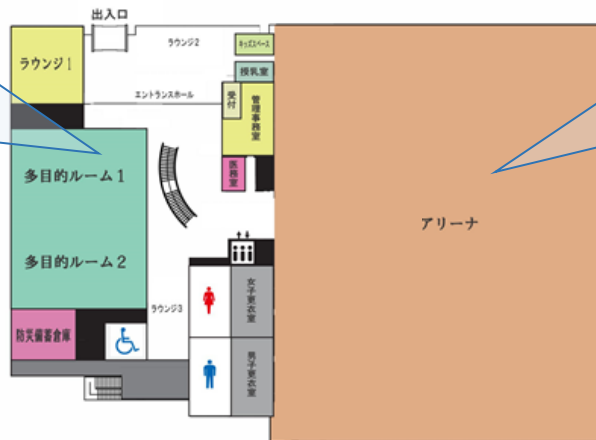 出入口
ラウンジ2
キッズスペース
ラウンジ1
授乳室
エントランスホール
受付
管理事務室
医務室
多目的ルーム1
アリーナ
多目的ルーム2
女子更衣室
ラウンジ3
防災備蓄倉庫
男子更衣室